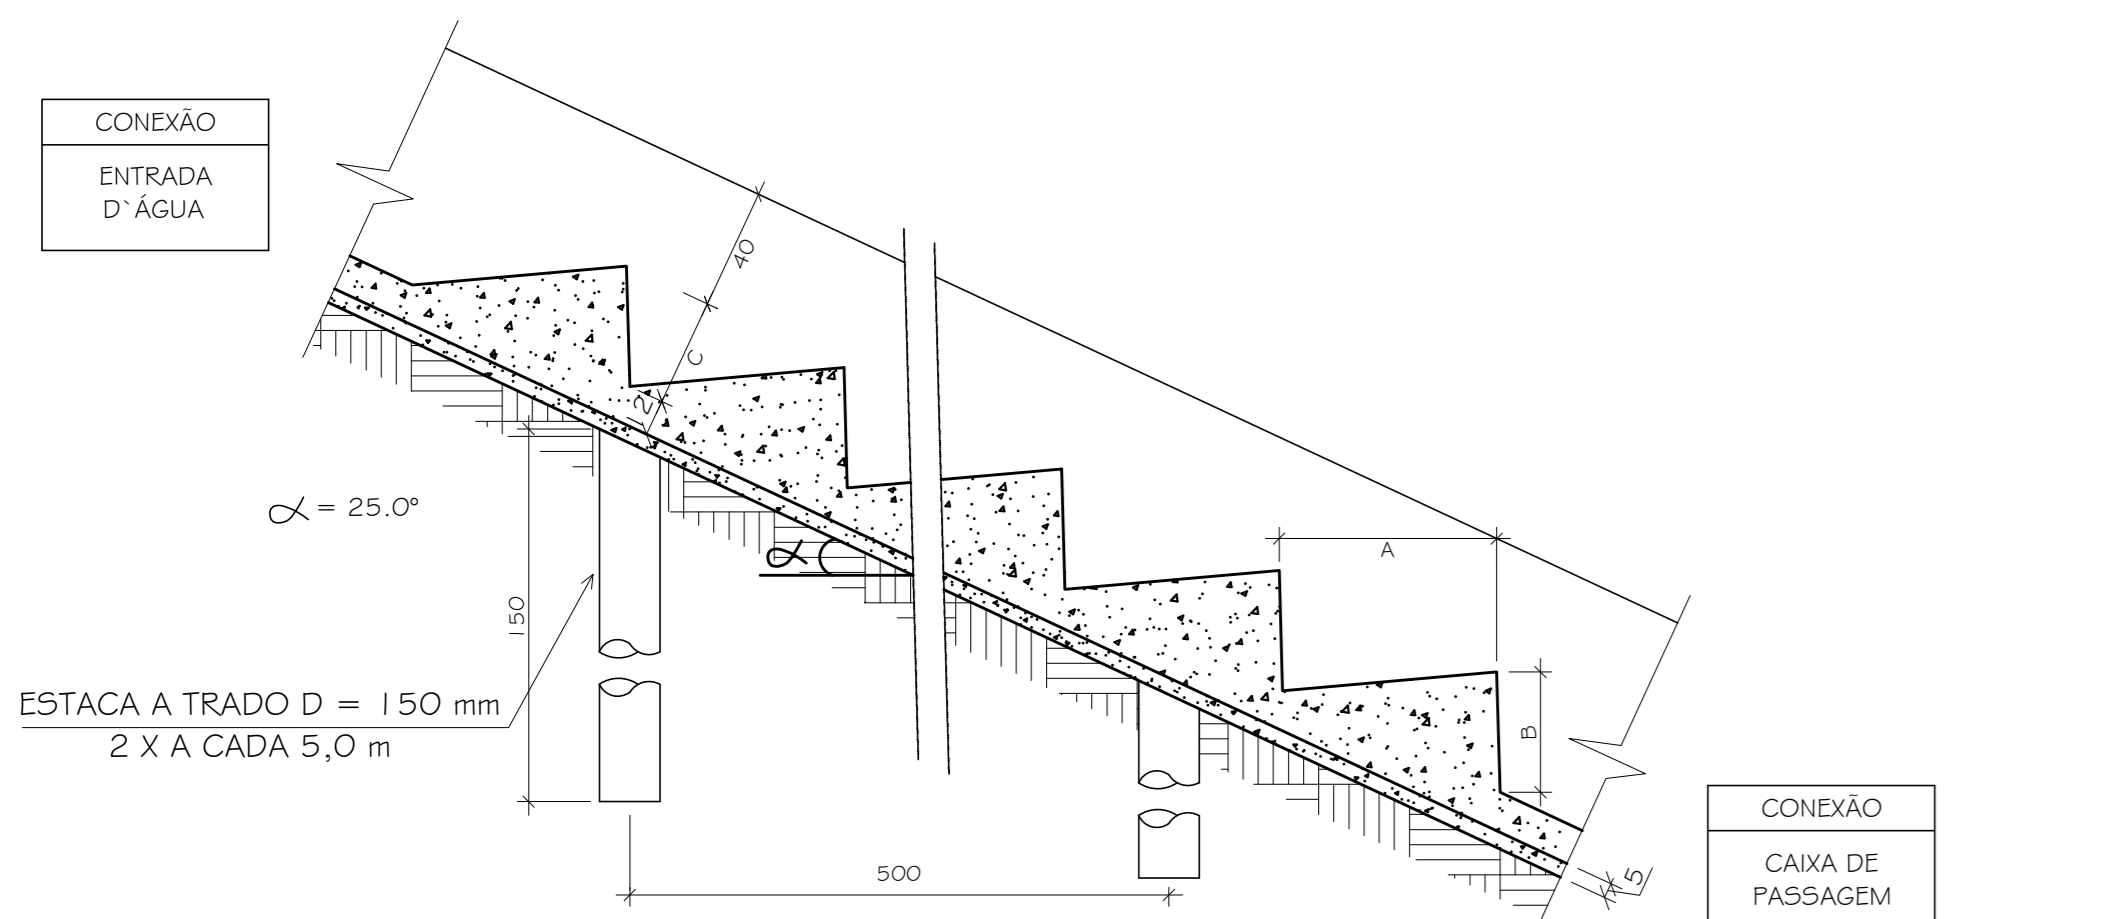 CONEXÃO
ENTRADA
D`ÁGUA
40
C
12
α = 25.0°
α
A
150
B
ESTACA A TRADO D = 150 mm
2 X A CADA 5,0 m
500
5
CONEXÃO
CAIXA DE
PASSAGEM